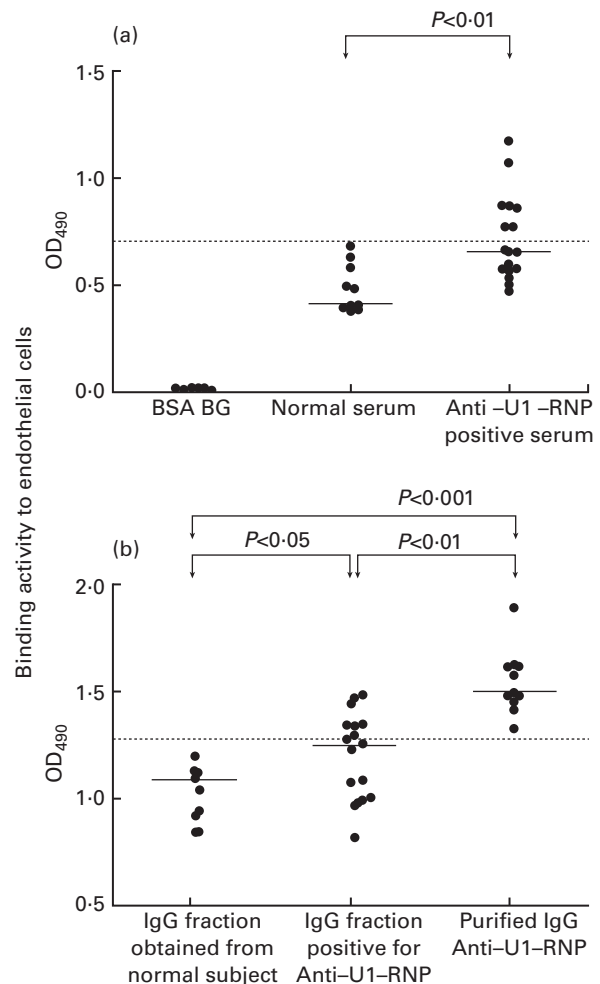 (a)
P<0·01
1·5
1·0
0·5
0·0
OD490
BSA BG
Normal serum
Anti –U1 –RNP
positive serum
Binding activity to endothelial cells
(b)
P<0·001
P<0·05
P<0·01
2·0
1·5
1·0
0·5
OD490
IgG fraction
obtained from
normal subject
IgG fraction
positive for
Anti–U1–RNP
Purified IgG
Anti–U1–RNP